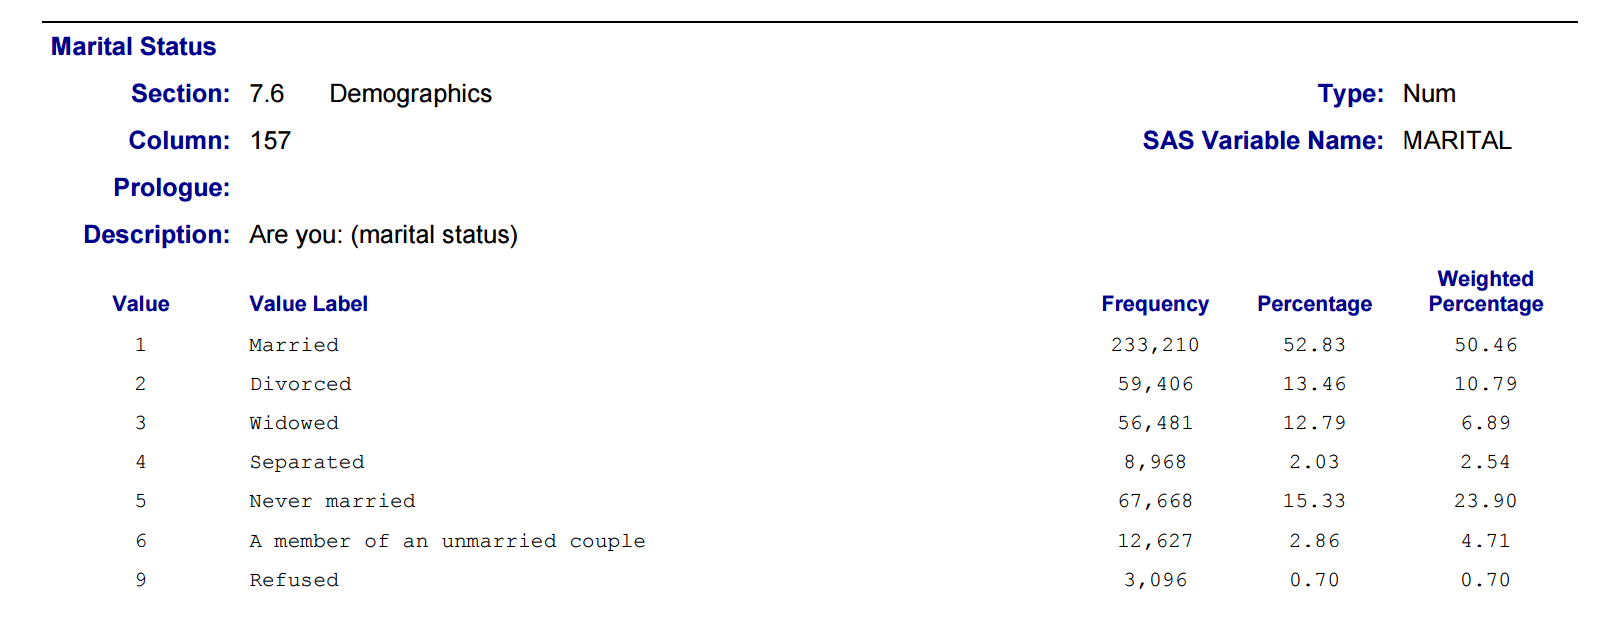 Marital Status
Section: 7.6 Demographics Type: Num
Column: 157 SAS Variable Name: MARITAL
Prologue:
Description: Are you: (marital status)
Value Value Label Frequency Percentage Weighted Percentage
1 Married 233,210 52.83 50.46
2 Divorced 59,406 13.46 10.79
3 Widowed 56,481 12.79 6.89
4 Separated 8,968 2.03 2.54
5 Never married 67,668 15.33 23.90
6 A member of an unmarried couple 12,627 2.86 4.71
9 Refused 3,096 0.70 0.70